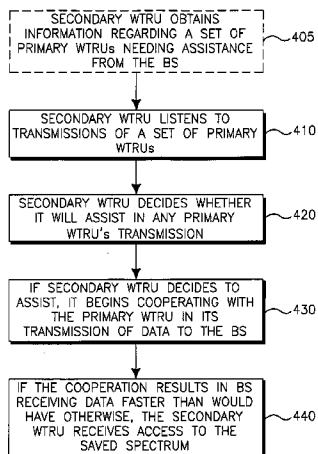 SECONDARY WTRU OBTAINS
INFORMATION REGARDING A SET OF
PRIMARY WTRUs NEEDING ASSISTANCE
FROM THE BS
405
SECONDARY WTRU LISTENS TO
TRANSMISSIONS OF A SET OF PRIMARY
WTRUs
410
SECONDARY WTRU DECIDES WHETHER
IT WILL ASSIST IN ANY PRIMARY
WTRU'S TRANSMISSION
420
IF SECONDARY WTRU DECIDES TO
ASSIST, IT BEGINS COOPERATING WITH
THE PRIMARY WTRU IN ITS
TRANSMISSION OF DATA TO THE BS
430
IF THE COOPERATION RESULTS IN BS
RECEIVING DATA FASTER THAN WOULD
HAVE OTHERWISE, THE SECONDARY
WTRU RECEIVES ACCESS TO THE
SAVED SPECTRUM
440